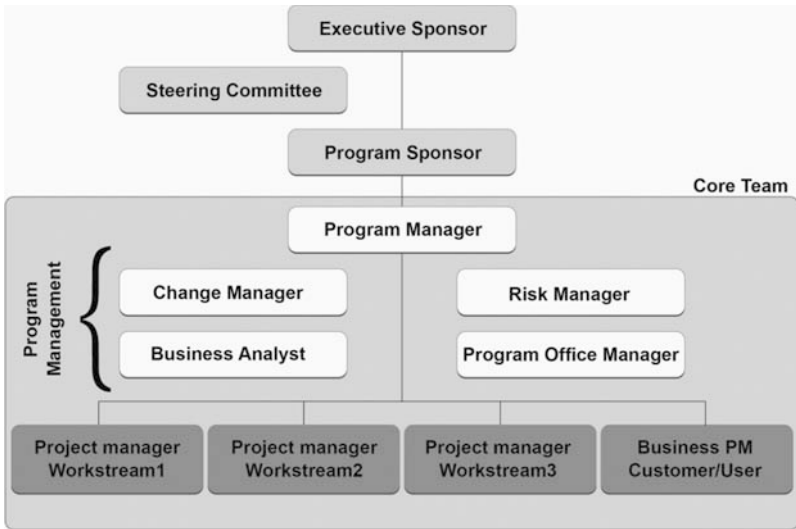 Executive Sponsor
Steering Committee
Program Sponsor
Core Team
Program Manager
Program
Management
Change Manager
Risk Manager
Business Analyst
Program Office Manager
Project manager
Workstream1
Project manager
Workstream2
Project manager
Workstream3
Business PM
Customer/User